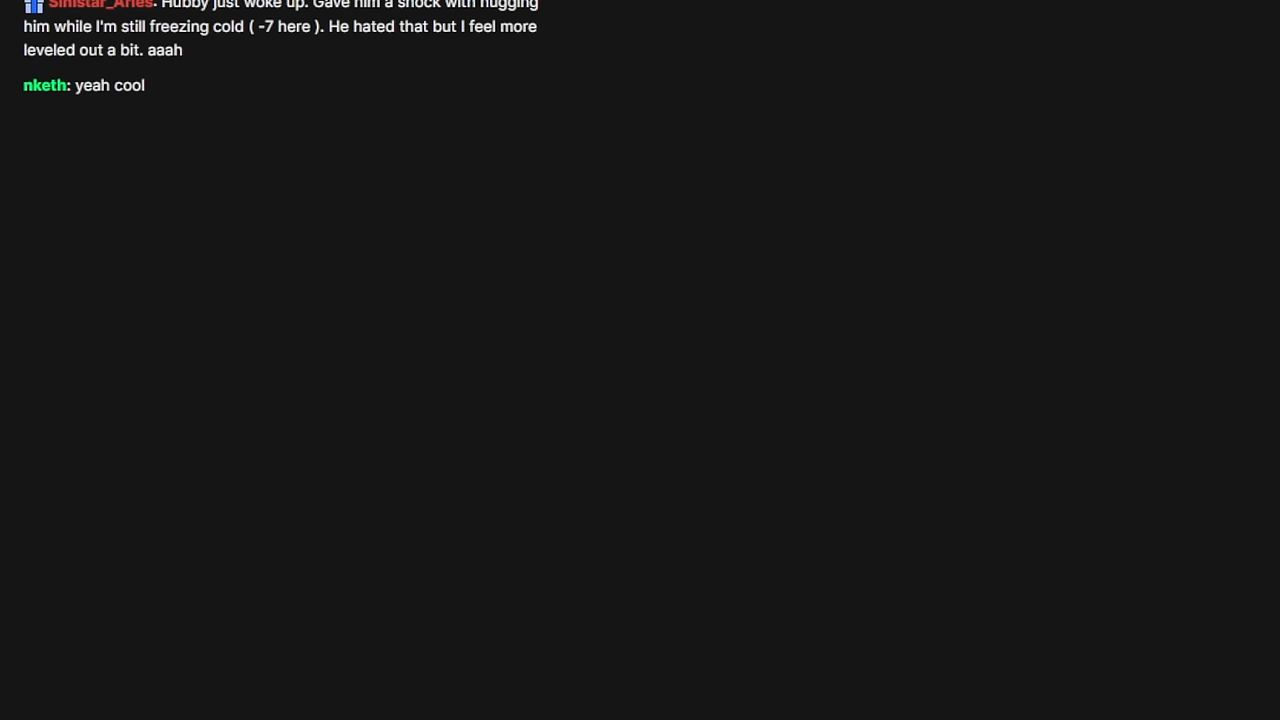 Sinistar_Aries: Hubby just woke up. Gave him a shock with hugging
him while I'm still freezing cold ( -7 here ). He hated that but I feel more
leveled out a bit. aaah
nketh: yeah cool